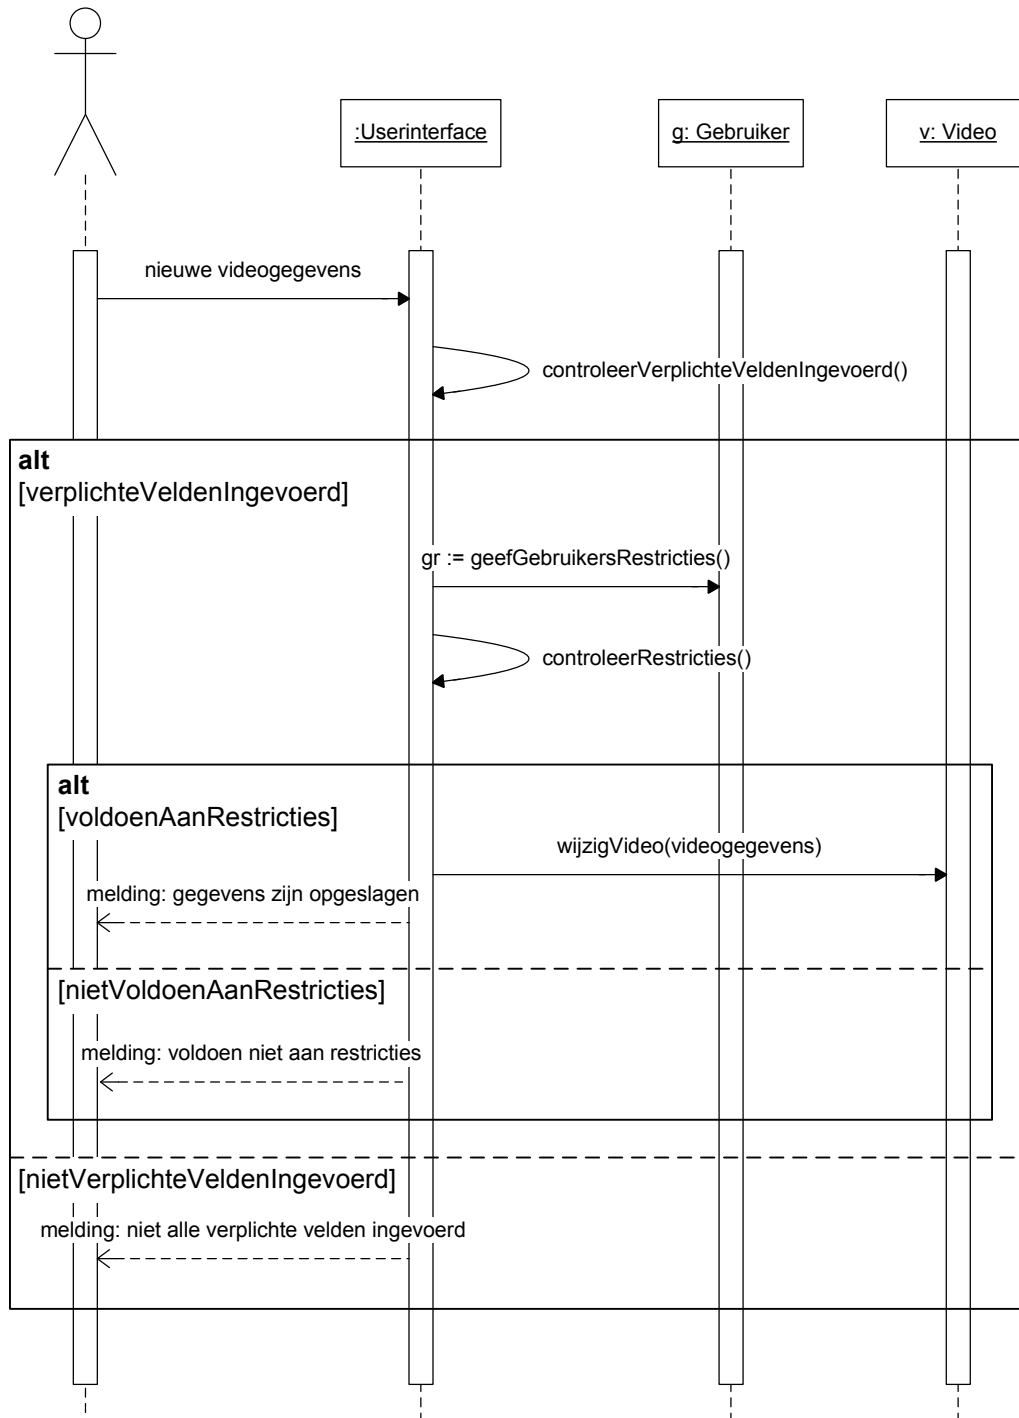 :Userinterface
g: Gebruiker
v: Video
nieuwe videogegevens
controleerVerplichteVeldenIngevoerd()
alt
[verplichteVeldenIngevoerd]
gr := geefGebruikersRestricties()
controleerRestricties()
alt
[voldoenAanRestricties]
wijzigVideo(videogegevens)
melding: gegevens zijn opgeslagen
[nietVoldoenAanRestricties]
melding: voldoen niet aan restricties
[nietVerplichteVeldenIngevoerd]
melding: niet alle verplichte velden ingevoerd